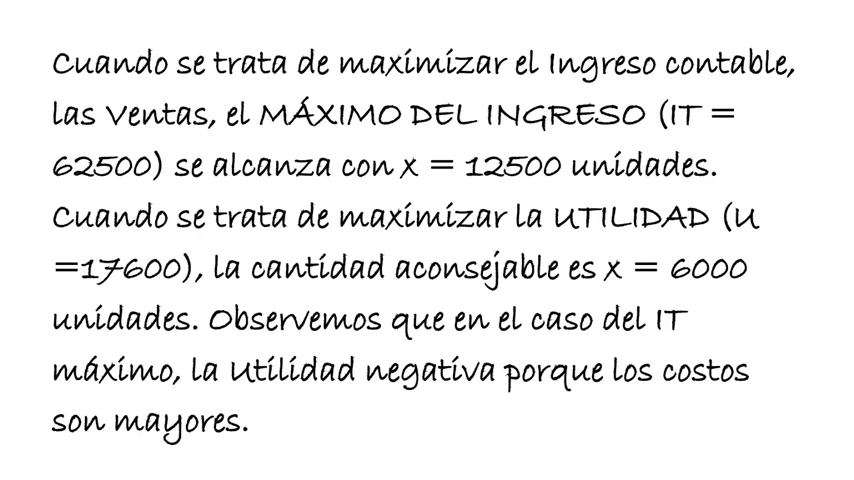 Cuando se trata de maximizar el Ingreso contable,
las Ventas, el MÁXIMO DEL INGRESO (IT =
62500) se alcanza con x = 12500 unidades.
Cuando se trata de maximizar la UTILIDAD (U
=17600), la cantidad aconsejable es x = 6000
unidades. Observemos que en el caso del IT
máximo, la Utilidad negativa porque los costos
son mayores.